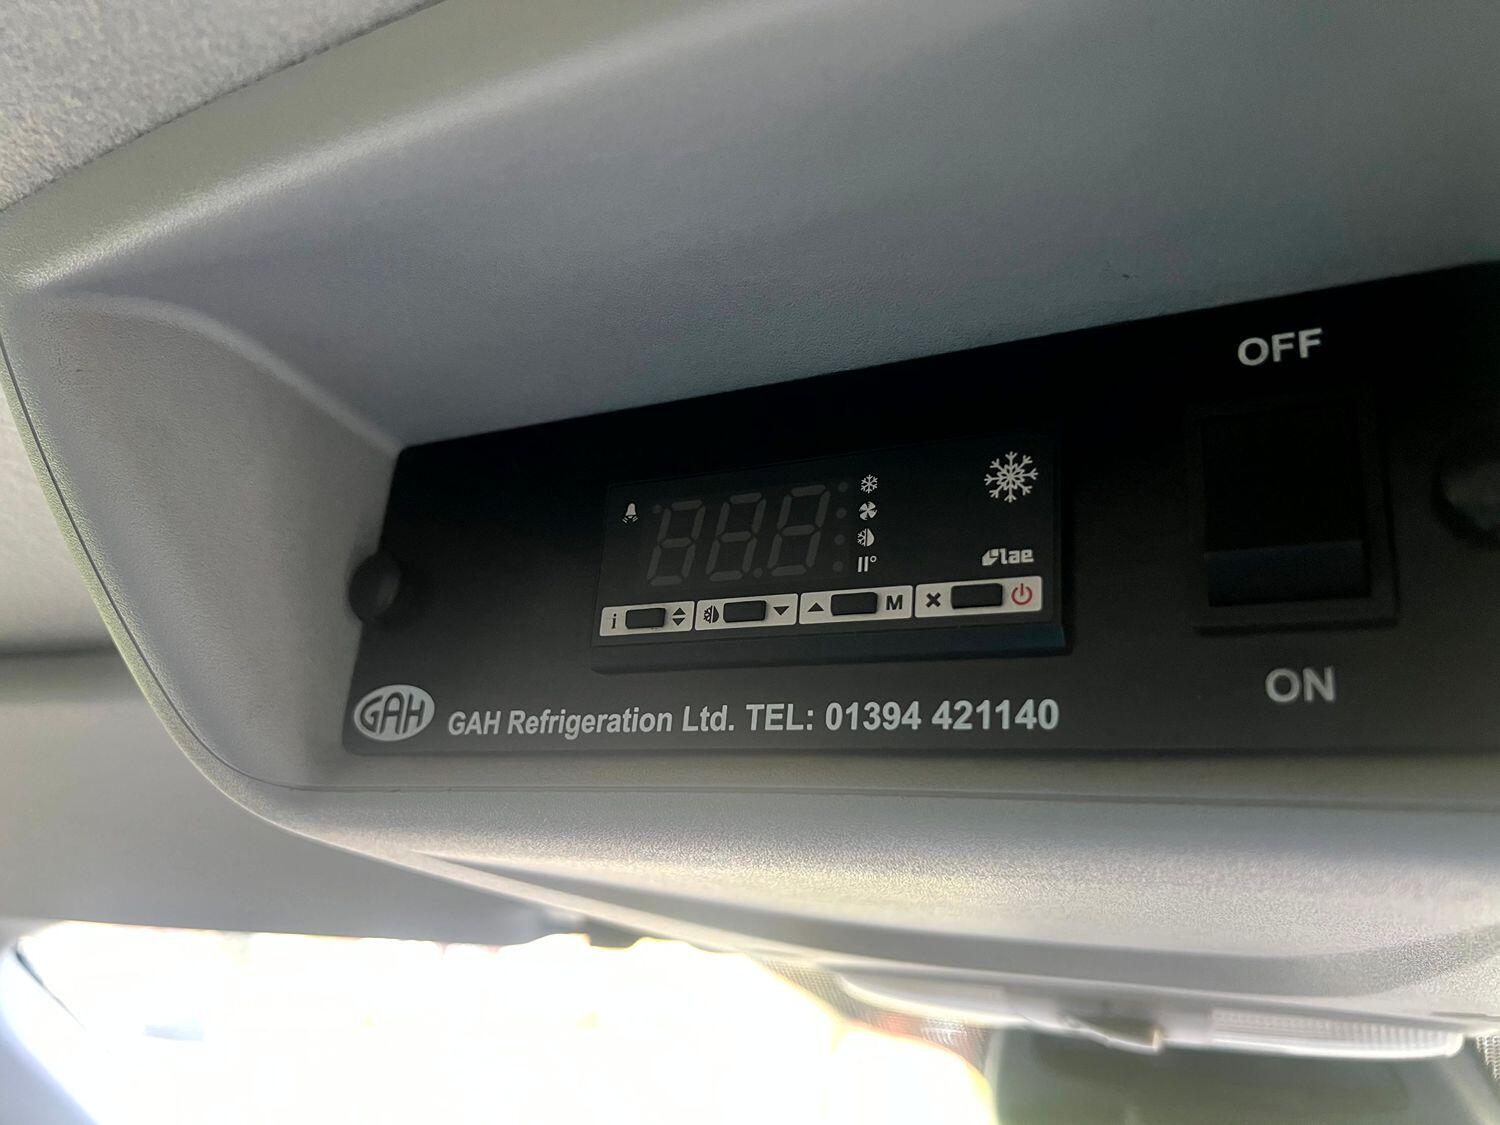 OFF
lae
i M ×
ON
GAH GAH Refrigeration Ltd. TEL: 01394 421140